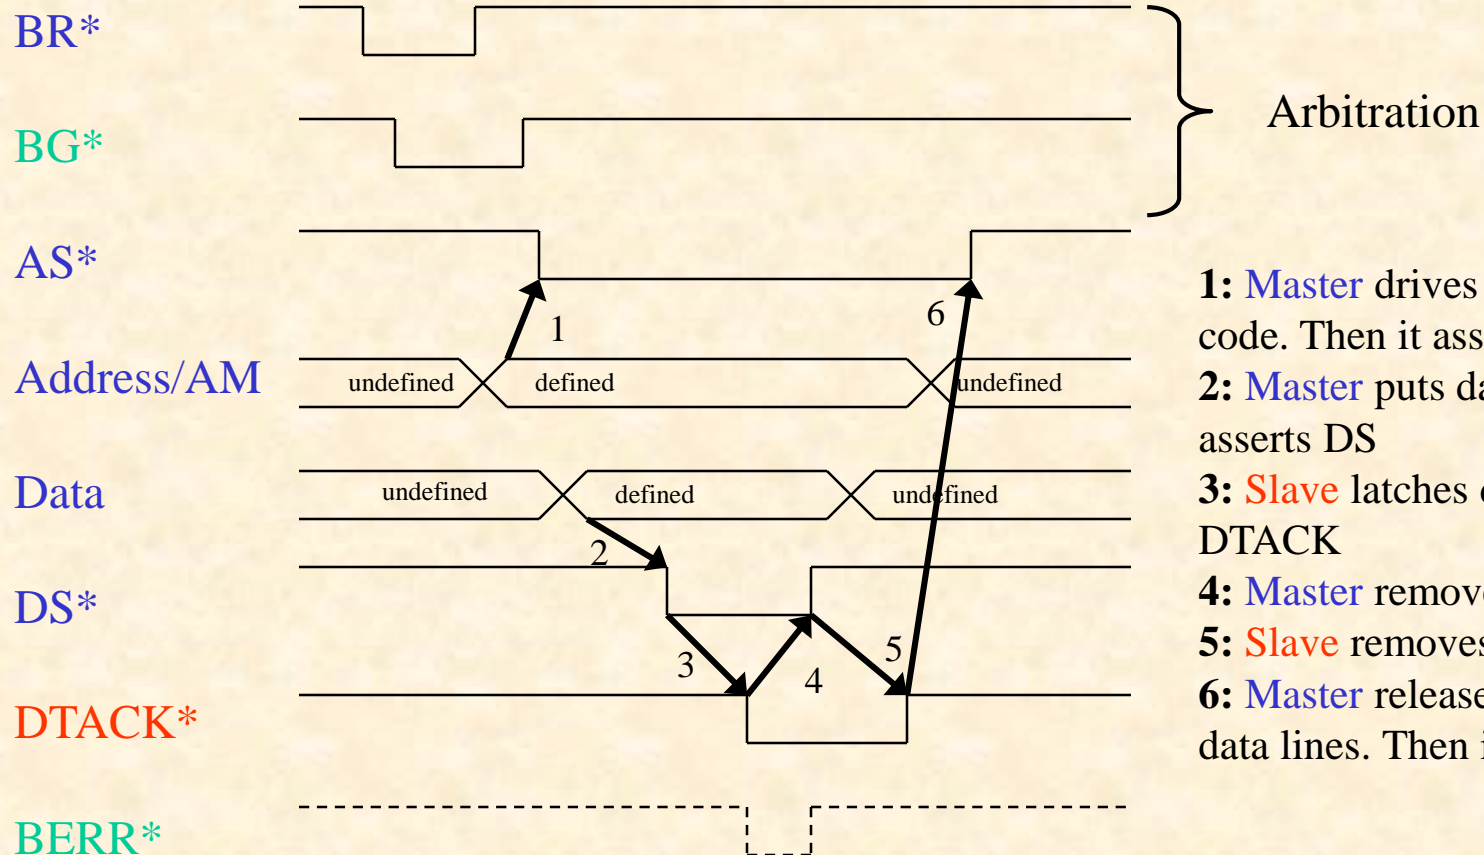 BR*
Arbitration
BG*
AS*
1
6
Address/AM
undefined
defined
undefined
Data
undefined
defined
undefined
2
DS*
3
4
5
DTACK*
BERR*
1: Master drives
code. Then it ass
2: Master puts da
asserts DS
3: Slave latches
DTACK
4: Master remov
5: Slave removes
6: Master release
data lines. Then i